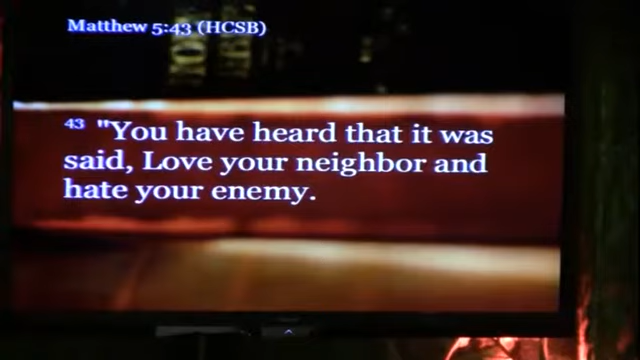 Matthew 5:43 (HCSB)
43 "You have heard that it was
said, Love your neighbor and
hate your enemy.